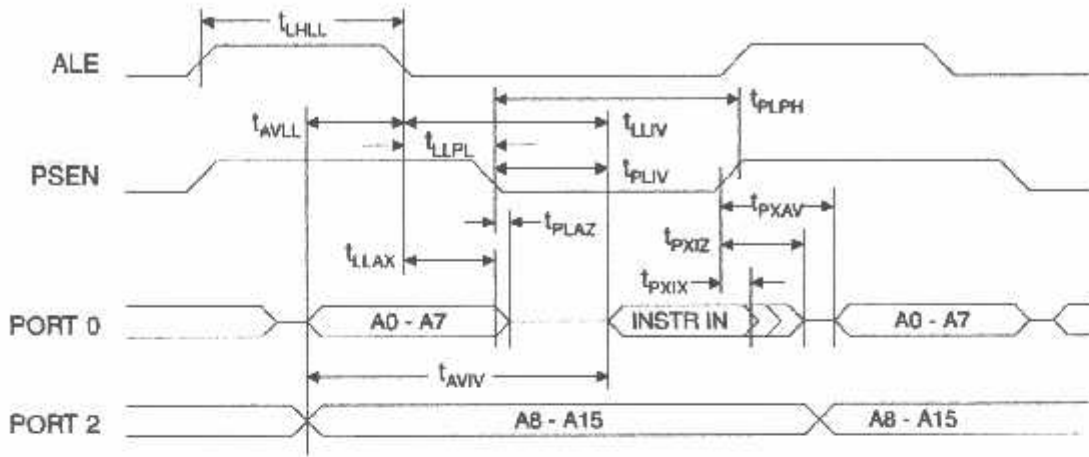 tLHLL
ALE
tPLPH
tAVLL
tLLIV
tLLPL
PSEN
tPLIV
tPXAV
tPLAZ
tPXIZ
tLLAX
tPXIX
PORT 0
A0 - A7
INSTR IN
A0 - A7
tAVIV
PORT 2
A8 - A15
A8 - A15